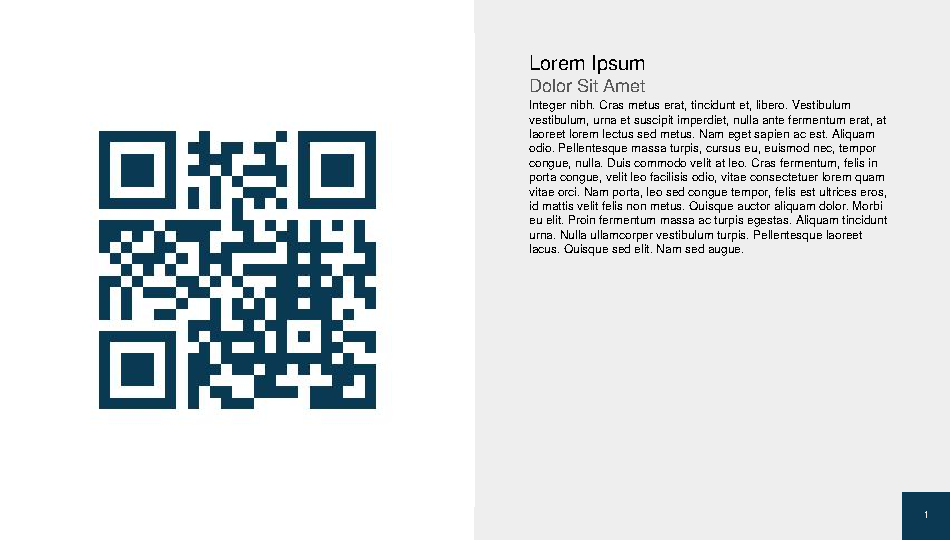 Lorem Ipsum
Dolor Sit Amet
Integer nibh. Cras metus erat, tincidunt et, libero. Vestibulum
vestibulum, urna et suscipit imperdiet, nulla ante fermentum erat, at
laoreet lorem lectus sed metus. Nam eget sapien ac est. Aliquam
odio. Pellentesque massa turpis, cursus eu, euismod nec, tempor
congue, nulla. Duis commodo velit at leo. Cras fermentum, felis in
porta congue, velit leo facilisis odio, vitae consectetuer lorem quam
vitae orci. Nam porta, leo sed congue tempor, felis est ultrices eros,
id mattis velit felis non metus. Quisque auctor aliquam dolor. Morbi
eu elit. Proin fermentum massa ac turpis egestas. Aliquam tincidunt
urna. Nulla ullamcorper vestibulum turpis. Pellentesque laoreet
lacus. Quisque sed elit. Nam sed augue.
1